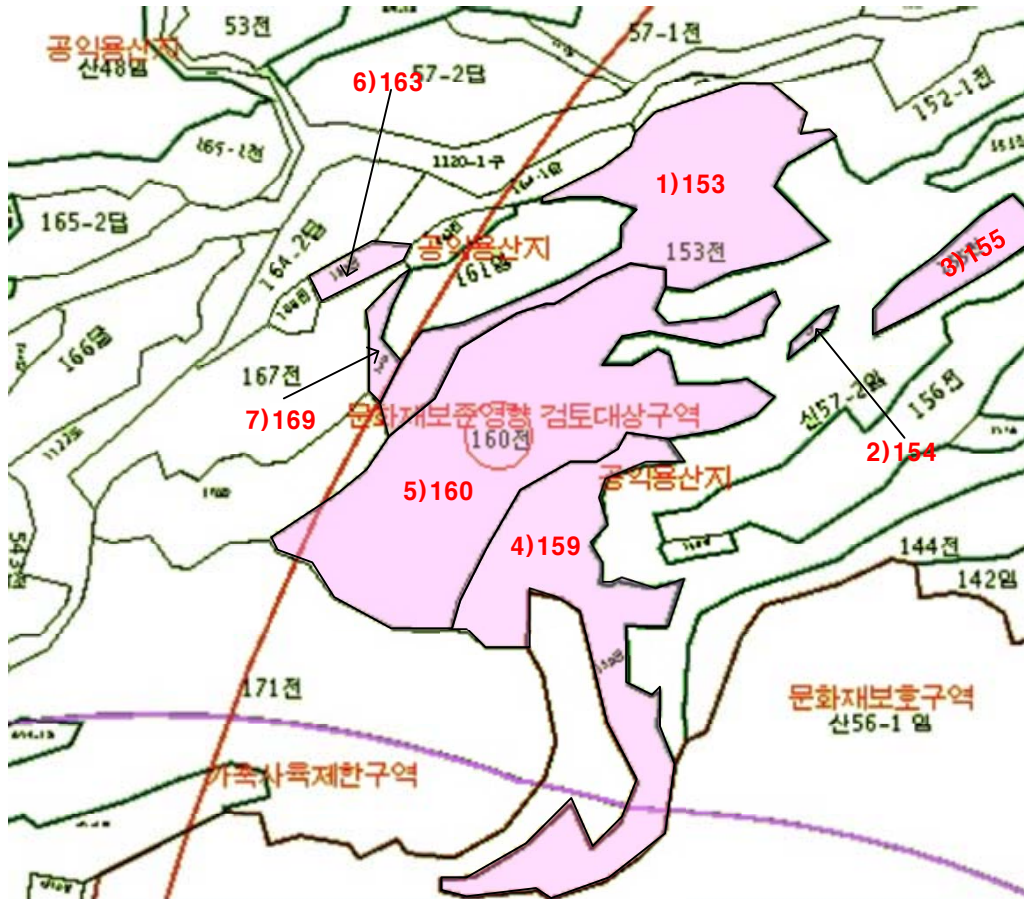 53전
57-1전
공익용산지
산48임
57-2답
6)163
152-1전
165-1전
1120-1구
1)153
165-2답
164-2답
공익용산지
153전
161임
3)155
166답
167전
산57-2임
156전
7)169
문화재보존영향 검토대상구역
160전
2)154
공익용산지
5)160
4)159
144전
142임
171전
문화재보호구역
산56-1 임
가축사육제한구역